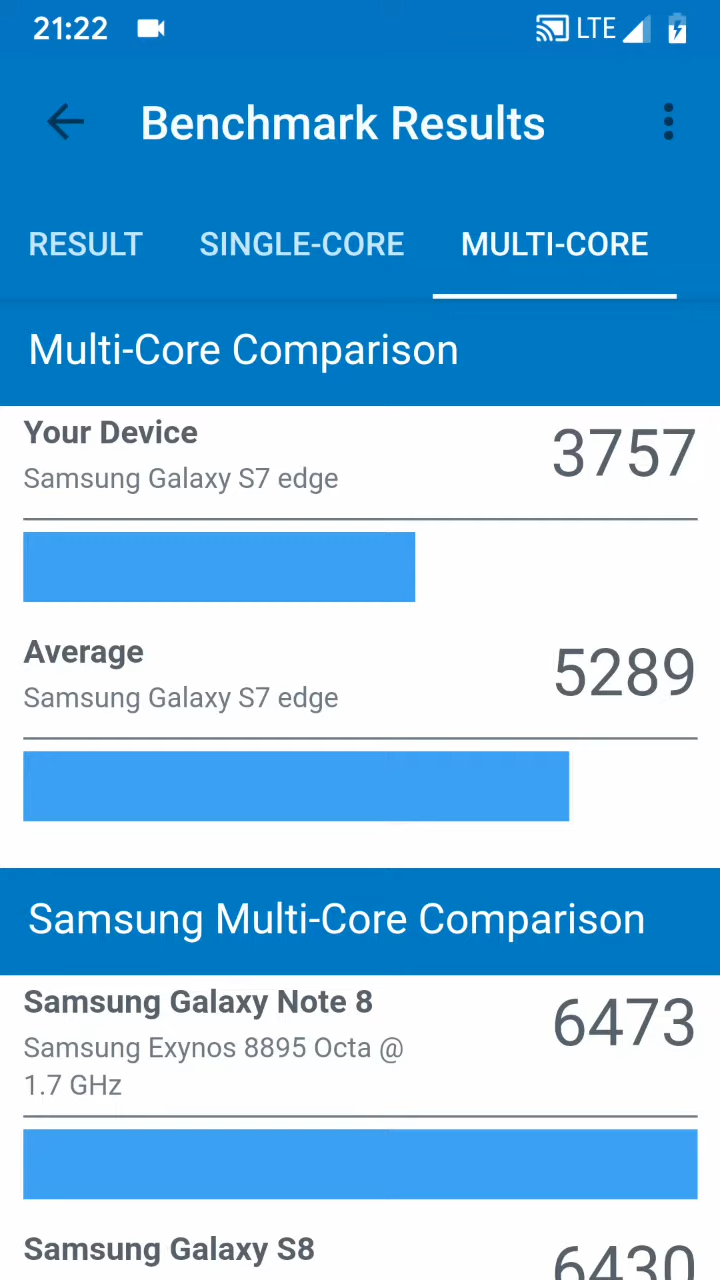 21:22 LTE
Benchmark Results
RESULT SINGLE-CORE MULTI-CORE
Multi-Core Comparison
Your Device 3757
Samsung Galaxy S7 edge
Average 5289
Samsung Galaxy S7 edge
Samsung Multi-Core Comparison
Samsung Galaxy Note 8 6473
Samsung Exynos 8895 Octa @
1.7 GHz
Samsung Galaxy S8 6430